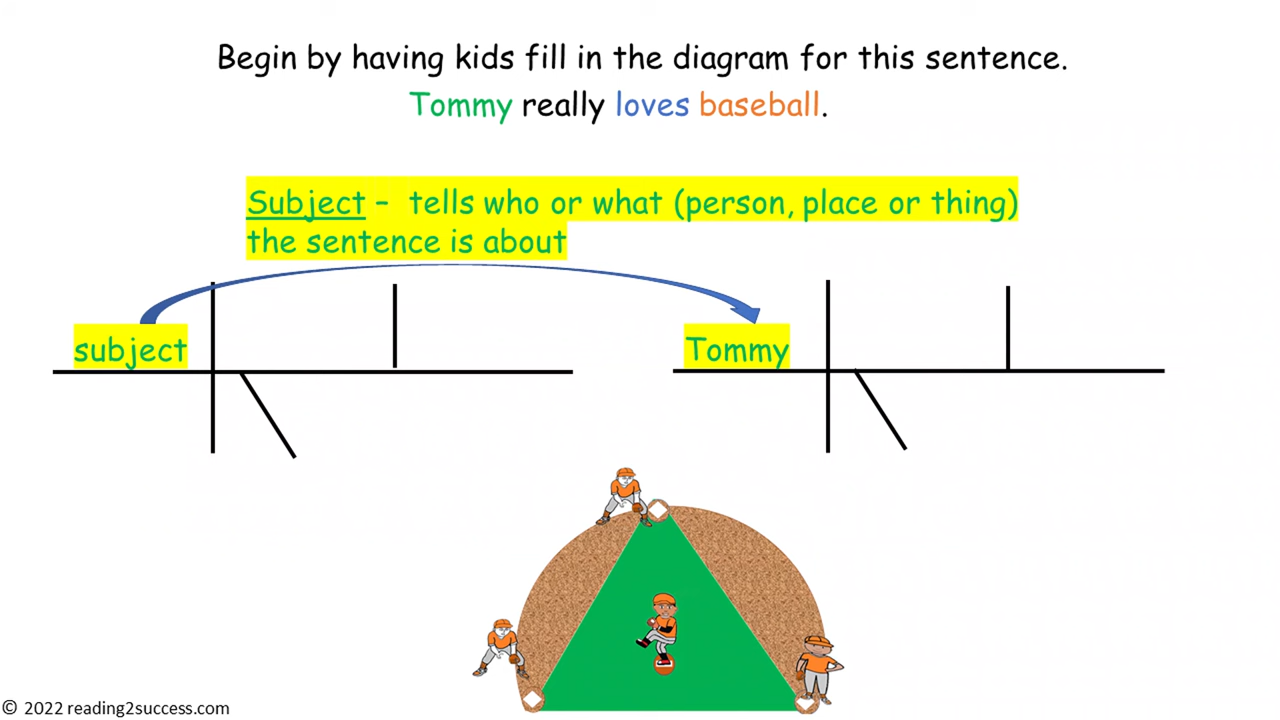 Begin by having kids fill in the diagram for this sentence.
Tommy really loves baseball.
Subject – tells who or what (person, place or thing)
the sentence is about
subject
Tommy
© 2022 reading2success.com